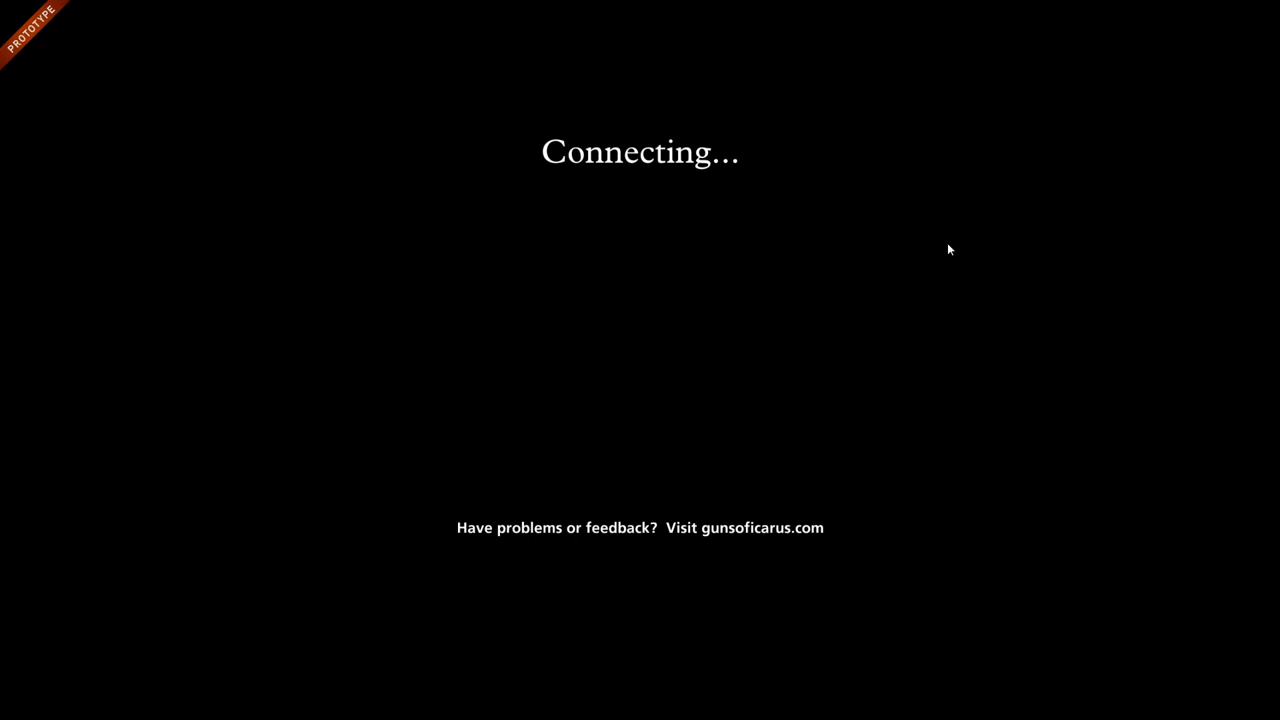 PROTOTYPE
Connecting...
Have problems or feedback?  Visit gunsoficarus.com